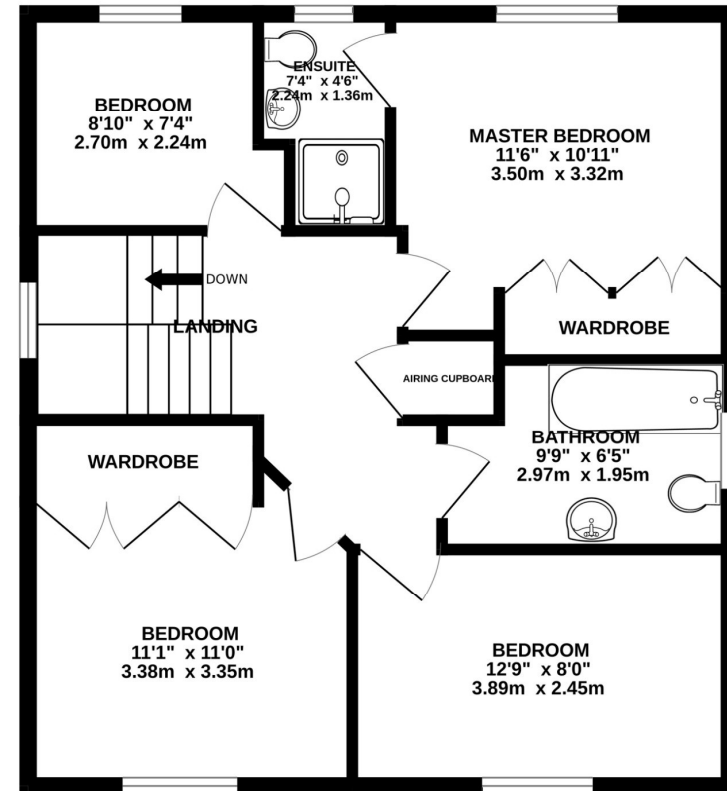 BEDROOM
8'10" x 7'4"
2.70m x 2.24m
ENSUITE
7'4" x 4'6"
2.24m x 1.36m
MASTER BEDROOM
11'6" x 10'11"
3.50m x 3.32m
DOWN
LANDING
WARDROBE
AIRING CUPBOARD
BATHROOM
9'9" x 6'5"
2.97m x 1.95m
WARDROBE
BEDROOM
11'1" x 11'0"
3.38m x 3.35m
BEDROOM
12'9" x 8'0"
3.89m x 2.45m